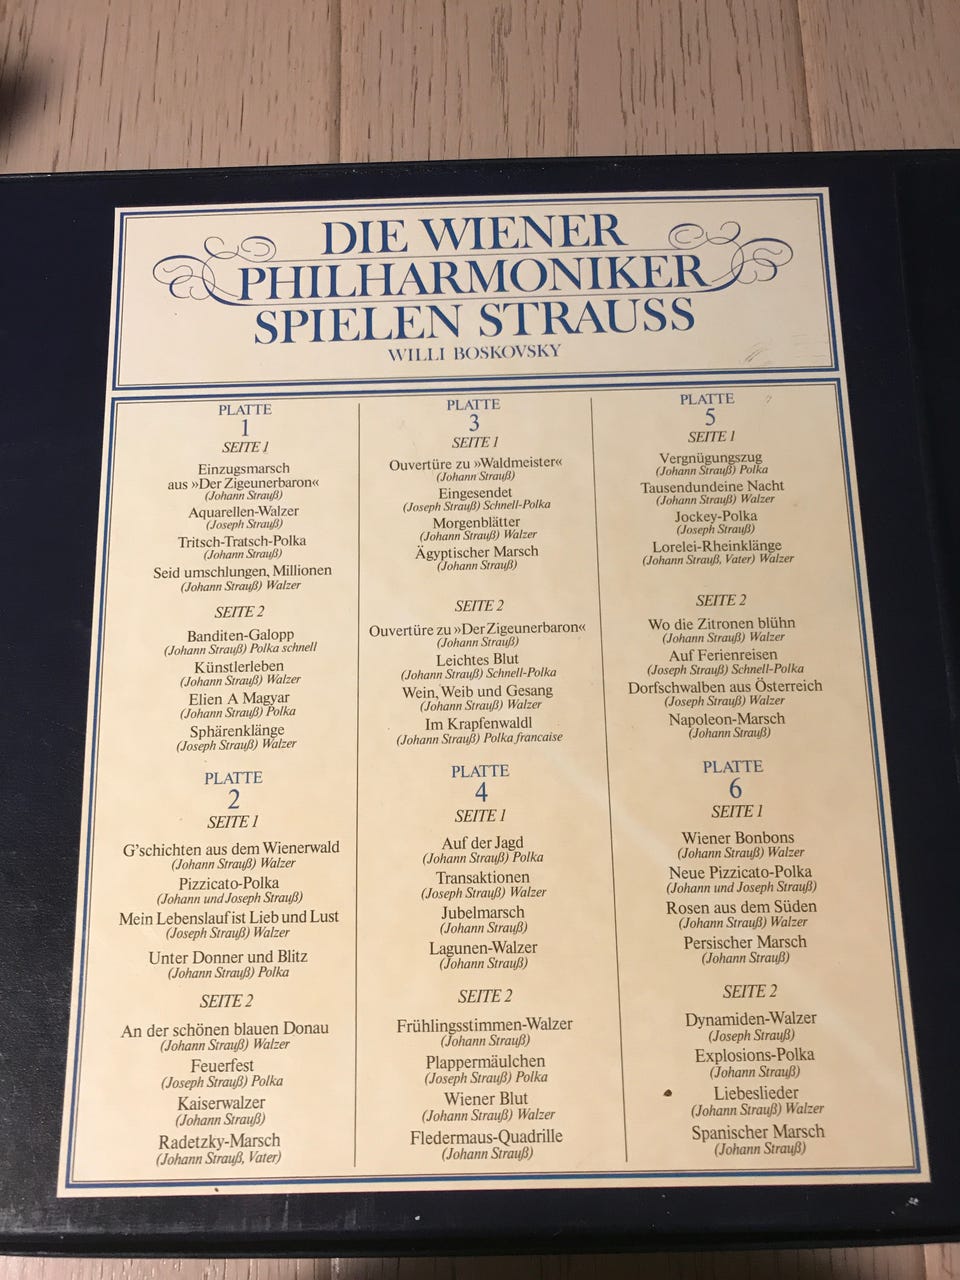 DIE WIENER
PHILHARMONIKER
SPIELEN STRAUSS
WILLI BOSKOVSKY
PLATTE
1
SEITE 1
Einzugsmarsch
aus »Der Zigeunerbaron«
(Johann Strauß)
Aquarellen-Walzer
(Joseph Strauß)
Tritsch-Tratsch-Polka
(Johann Strauß)
Seid umschlungen, Millionen
(Johann Strauß) Walzer
SEITE 2
Banditen-Galopp
(Johann Strauß) Polka schnell
Künstlerleben
(Johann Strauß) Walzer
Elien A Magyar
(Johann Strauß) Polka
Sphärenklänge
(Joseph Strauß) Walzer
PLATTE
2
SEITE 1
G'schichten aus dem Wienerwald
(Johann Strauß) Walzer
Pizzicato-Polka
(Johann und Joseph Strauß)
Mein Lebenslauf ist Lieb und Lust
(Joseph Strauß) Walzer
Unter Donner und Blitz
(Johann Strauß) Polka
SEITE 2
An der schönen blauen Donau
(Johann Strauß) Walzer
Feuerfest
(Joseph Strauß) Polka
Kaiserwalzer
(Johann Strauß)
Radetzky-Marsch
(Johann Strauß, Vater)
PLATTE
3
SEITE 1
Ouvertüre zu »Waldmeister«
(Johann Strauß)
Eingesendet
(Joseph Strauß) Schnell-Polka
Morgenblätter
(Johann Strauß) Walzer
Ägyptischer Marsch
(Johann Strauß)
SEITE 2
Ouvertüre zu »Der Zigeunerbaron«
(Johann Strauß)
Leichtes Blut
(Johann Strauß) Schnell-Polka
Wein, Weib und Gesang
(Johann Strauß) Walzer
Im Krapfenwaldl
(Johann Strauß) Polka francaise
PLATTE
4
SEITE 1
Auf der Jagd
(Johann Strauß) Polka
Transaktionen
(Joseph Strauß) Walzer
Jubelmarsch
(Johann Strauß)
Lagunen-Walzer
(Johann Strauß)
SEITE 2
Frühlingsstimmen-Walzer
(Johann Strauß)
Plappermäulchen
(Joseph Strauß) Polka
Wiener Blut
(Johann Strauß) Walzer
Fledermaus-Quadrille
(Johann Strauß)
PLATTE
5
SEITE 1
Vergnügungszug
(Johann Strauß) Polka
Tausendundeine Nacht
(Johann Strauß) Walzer
Jockey-Polka
(Joseph Strauß)
Lorelei-Rheinklänge
(Johann Strauß, Vater) Walzer
SEITE 2
Wo die Zitronen blühn
(Johann Strauß) Walzer
Auf Ferienreisen
(Joseph Strauß) Schnell-Polka
Dorfschwalben aus Österreich
(Joseph Strauß) Walzer
Napoleon-Marsch
(Johann Strauß)
PLATTE
6
SEITE 1
Wiener Bonbons
(Johann Strauß) Walzer
Neue Pizzicato-Polka
(Johann und Joseph Strauß)
Rosen aus dem Süden
(Johann Strauß) Walzer
Persischer Marsch
(Johann Strauß)
SEITE 2
Dynamiden-Walzer
(Joseph Strauß)
Explosions-Polka
(Johann Strauß)
Liebeslieder
(Johann Strauß) Walzer
Spanischer Marsch
(Johann Strauß)